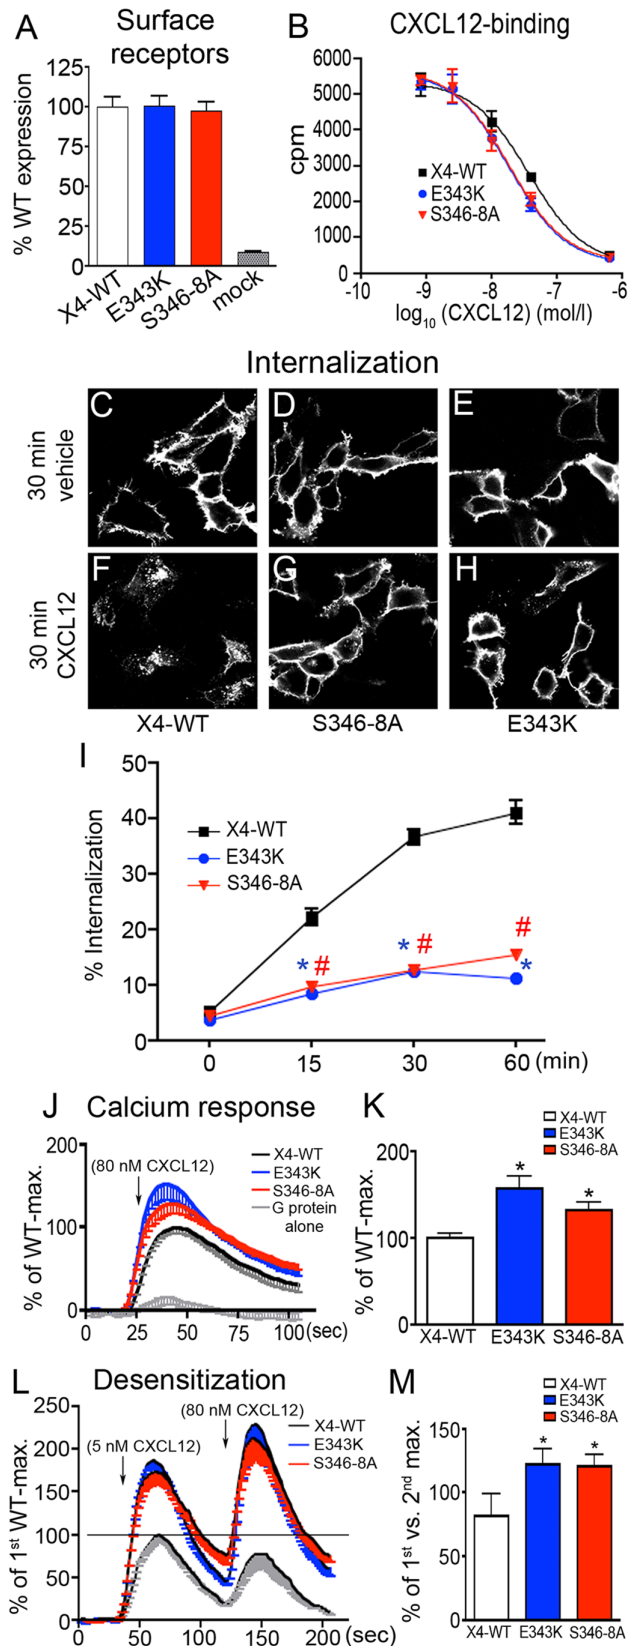 A Surface receptors
% WT expression
125
100
75
50
25
0
X4-WT
E343K
S346-8A
mock
B CXCL12-binding
cpm
6000
5000
4000
3000
2000
1000
0
X4-WT
E343K
S346-8A
-10 -9 -8 -7 -6
log10 (CXCL12) (mol/l)
Internalization
30 min vehicle
C D E
30 min CXCL12
F G H
X4-WT S346-8A E343K
I
% Internalization
50
40
30
20
10
0
X4-WT
E343K
S346-8A
* # * # # *
0 15 30 60 (min)
J Calcium response
% of WT-max.
200
100
0
(80 nM CXCL12)
X4-WT
E343K
S346-8A
G protein alone
0 25 50 75 100 (sec)
K
X4-WT
E343K
S346-8A
% of WT-max.
200
100
0
* *
X4-WT E343K S346-8A
L Desensitization
% of 1st WT-max.
250
200
150
100
50
0
(5 nM CXCL12)
(80 nM CXCL12)
X4-WT
E343K
S346-8A
0 50 100 150 200 (sec)
M
X4-WT
E343K
S346-8A
% of 1st vs. 2nd max.
150
100
50
0
* *
X4-WT E343K S346-8A